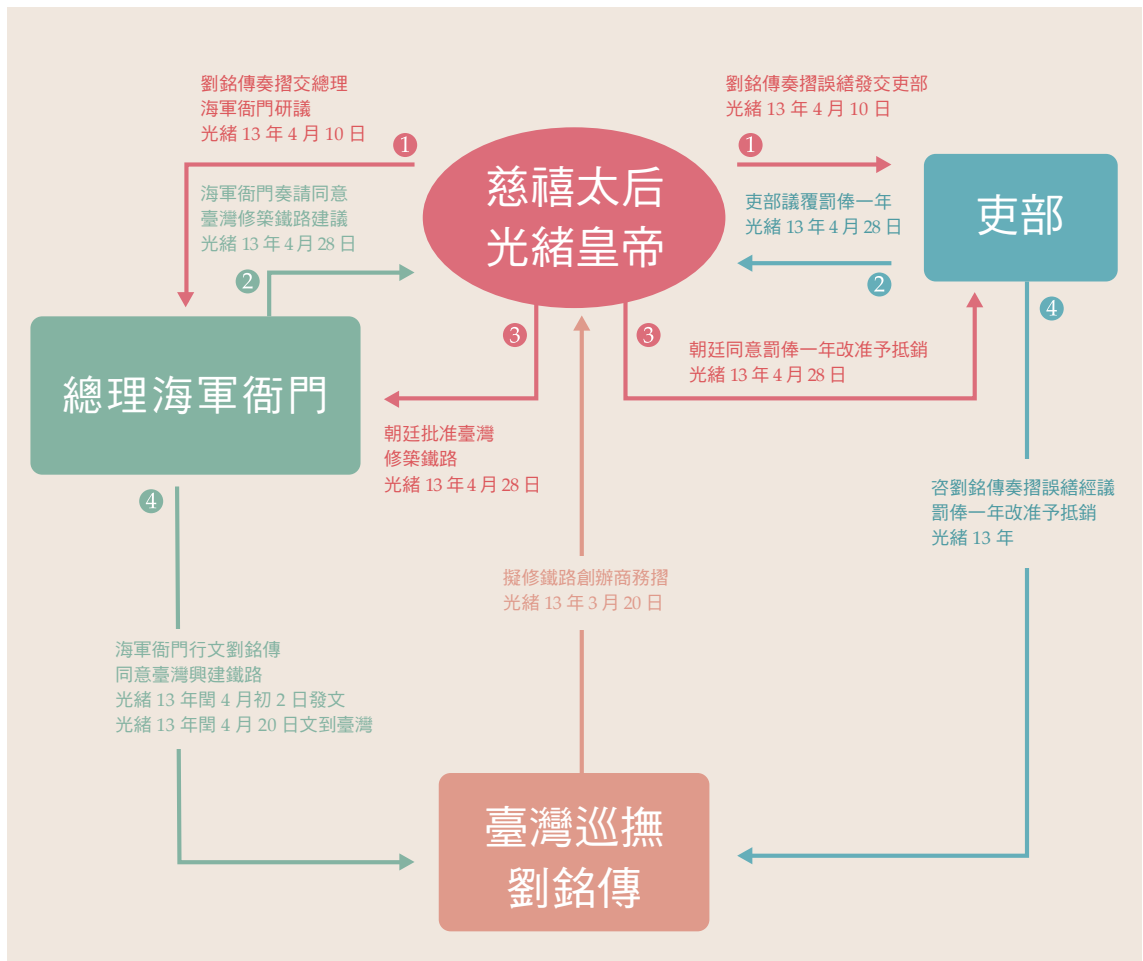 劉銘傳奏摺交總理
海軍衙門研議
光緒 13 年 4 月 10 日
1
劉銘傳奏摺誤繕發交吏部
光緒 13 年 4 月 10 日
1
慈禧太后
光緒皇帝
吏部
海軍衙門奏請同意
臺灣修築鐵路建議
光緒 13 年 4 月 28 日
2
吏部議覆罰俸一年
光緒 13 年 4 月 28 日
2
總理海軍衙門
3
朝廷批准臺灣
修築鐵路
光緒 13 年 4 月 28 日
3
朝廷同意罰俸一年改准予抵銷
光緒 13 年 4 月 28 日
4
咨劉銘傳奏摺誤繕經議
罰俸一年改准予抵銷
光緒 13 年
擬修鐵路創辦商務摺
光緒 13 年 3 月 20 日
4
海軍衙門行文劉銘傳
同意臺灣興建鐵路
光緒 13 年閏 4 月初 2 日發文
光緒 13 年閏 4 月 20 日文到臺灣
臺灣巡撫
劉銘傳